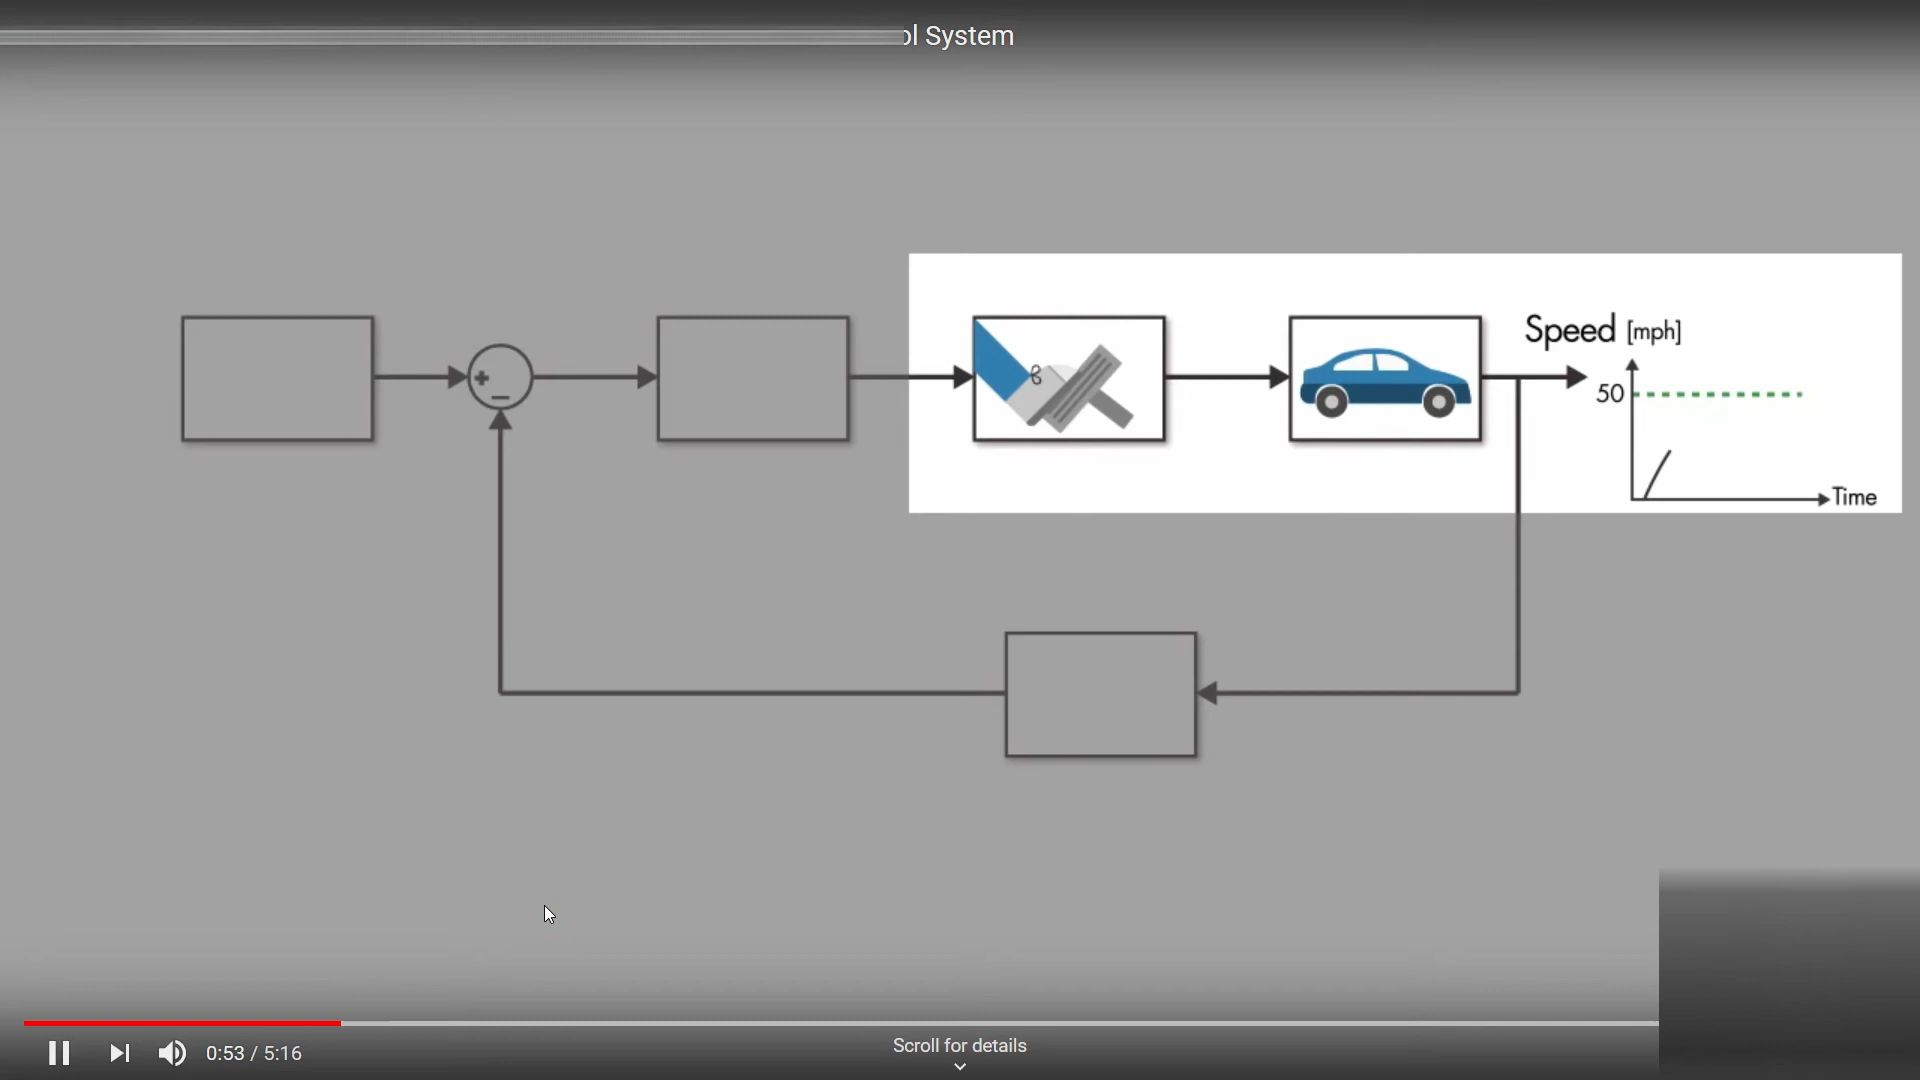 System
Speed [mph]
50
Time
+
−
0:53 / 5:16
Scroll for details